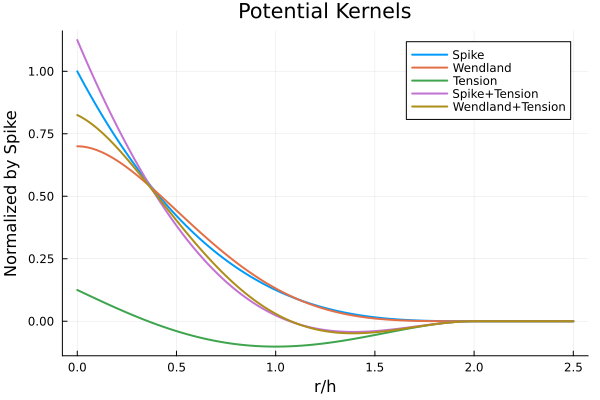 Potential Kernels
Normalized by Spike
1.00
0.75
0.50
0.25
0.00
Spike
Wendland
Tension
Spike+Tension
Wendland+Tension
0.0 0.5 1.0 1.5 2.0 2.5
r/h